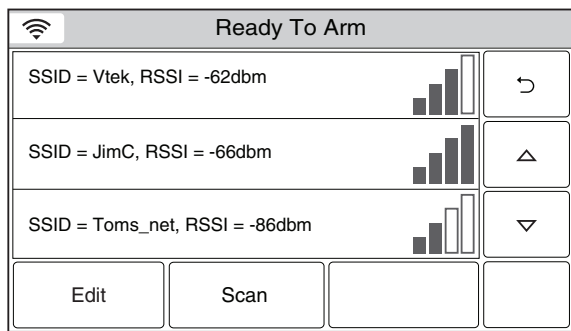 Ready To Arm
SSID = Vtek, RSSI = -62dbm
SSID = JimC, RSSI = -66dbm
SSID = Toms_net, RSSI = -86dbm
Edit
Scan